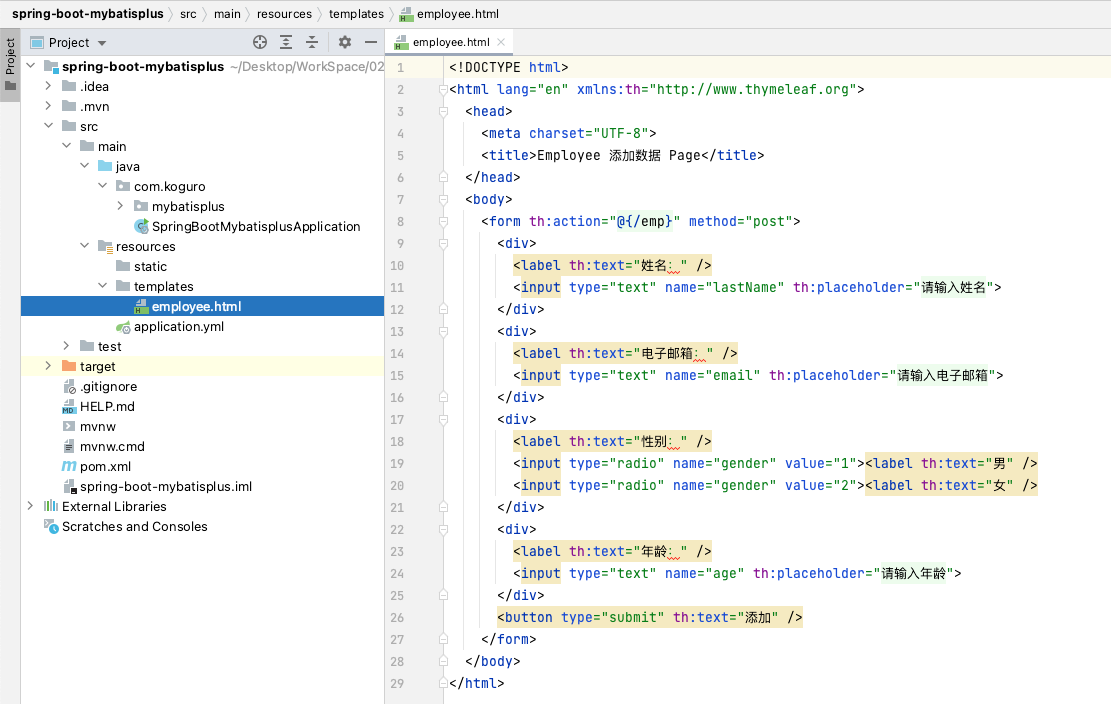 spring-boot-mybatisplus 〉 src 〉 main 〉 resources 〉 templates 〉 employee.html
Project
Project
employee.html
spring-boot-mybatisplus ~/Desktop/WorkSpace/02
.idea
.mvn
src
main
java
com.koguro
mybatisplus
SpringBootMybatisplusApplication
resources
static
templates
employee.html
application.yml
test
target
.gitignore
HELP.md
mvnw
mvnw.cmd
pom.xml
spring-boot-mybatisplus.iml
External Libraries
Scratches and Consoles
1 <!DOCTYPE html>
2 <html lang="en" xmlns:th="http://www.thymeleaf.org">
3 <head>
4 <meta charset="UTF-8">
5 <title>Employee 添加数据 Page</title>
6 </head>
7 <body>
8 <form th:action="@{/emp}" method="post">
9 <div>
10 <label th:text="姓名：" />
11 <input type="text" name="lastName" th:placeholder="请输入姓名">
12 </div>
13 <div>
14 <label th:text="电子邮箱：" />
15 <input type="text" name="email" th:placeholder="请输入电子邮箱">
16 </div>
17 <div>
18 <label th:text="性别：" />
19 <input type="radio" name="gender" value="1"><label th:text="男" />
20 <input type="radio" name="gender" value="2"><label th:text="女" />
21 </div>
22 <div>
23 <label th:text="年龄：" />
24 <input type="text" name="age" th:placeholder="请输入年龄">
25 </div>
26 <button type="submit" th:text="添加" />
27 </form>
28 </body>
29 </html>